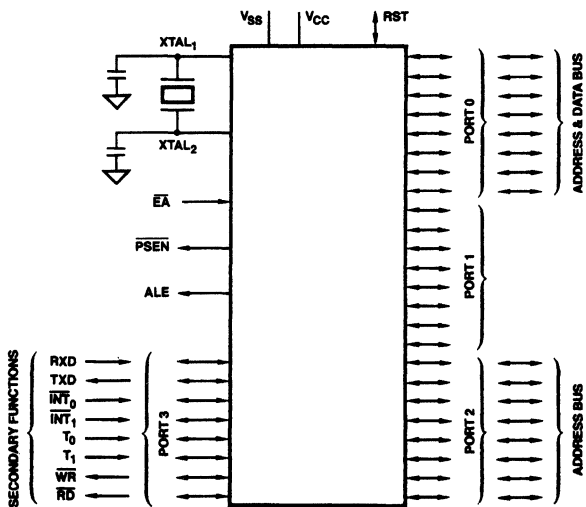 VSS VCC RST
XTAL1
XTAL2
EA
PSEN
ALE
SECONDARY FUNCTIONS
RXD
TXD
INT0
INT1
T0
T1
WR
RD
PORT 3
PORT 0
ADDRESS & DATA BUS
PORT 1
PORT 2
ADDRESS BUS